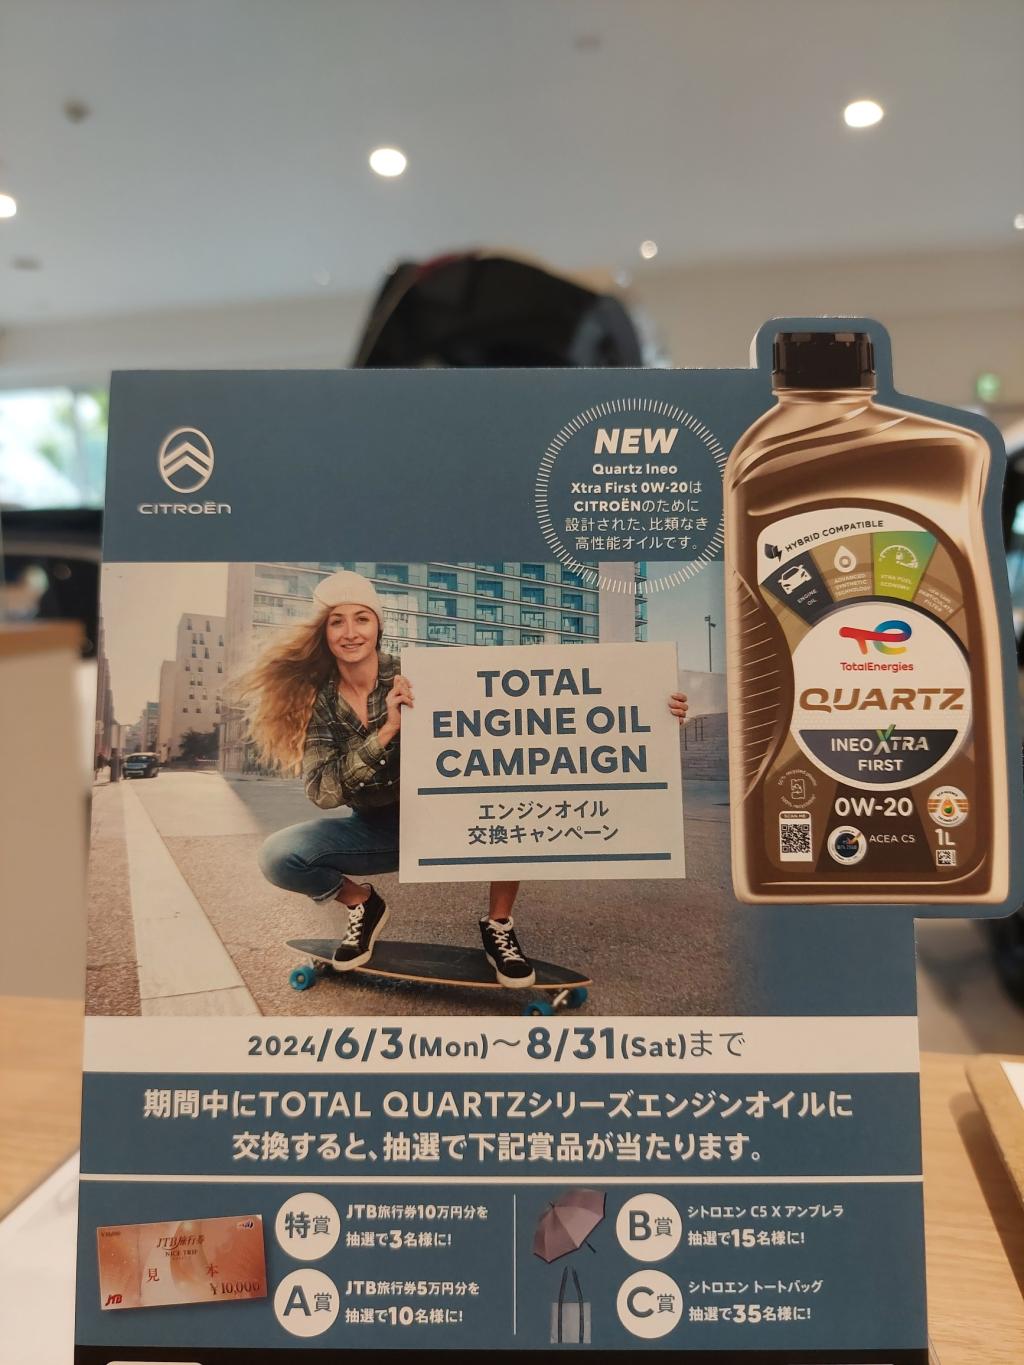 CITROËN
NEW
Quartz Ineo
Xtra First 0W-20は
CITROËNのために
設計された、比類なき
高性能オイルです。
HYBRID COMPATIBLE
ENGINE
OIL
ADVANCED
SYNTHETIC
TECHNOLOGY
XTRA FUEL
ECONOMY
TotalEnergies
QUARTZ
INEO XTRA
FIRST
0W-20
SCAN ME
ACEA C5
1L
TOTAL
ENGINE OIL
CAMPAIGN
エンジンオイル
交換キャンペーン
2024/6/3(Mon)～8/31(Sat)まで
期間中にTOTAL QUARTZシリーズエンジンオイルに
交換すると、抽選で下記賞品が当たります。
JTB旅行券
NICE TRIP
見 本
¥10,000
JTB
特賞
JTB旅行券10万円分を
抽選で3名様に!
A賞
JTB旅行券5万円分を
抽選で10名様に!
B賞
シトロエン C5 X アンブレラ
抽選で15名様に!
C賞
シトロエン トートバッグ
抽選で35名様に!